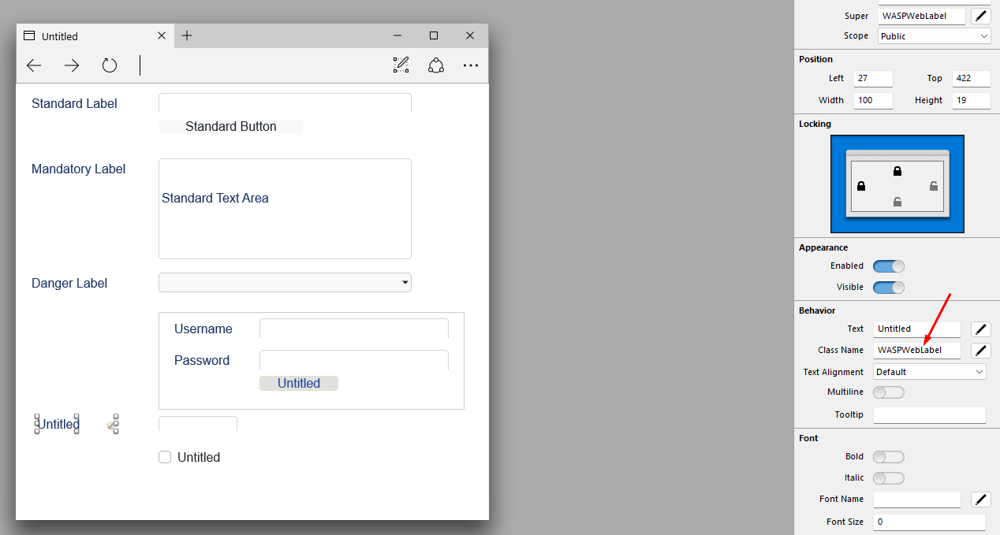 Untitled
Standard Label
Standard Button
Mandatory Label
Standard Text Area
Danger Label
Username
Password
Untitled
Untitled
Untitled
Super WASPWebLabel
Scope Public
Position
Left 27 Top 422
Width 100 Height 19
Locking
Appearance
Enabled
Visible
Behavior
Text Untitled
Class Name WASPWebLabel
Text Alignment Default
Multiline
Tooltip
Font
Bold
Italic
Font Name
Font Size 0